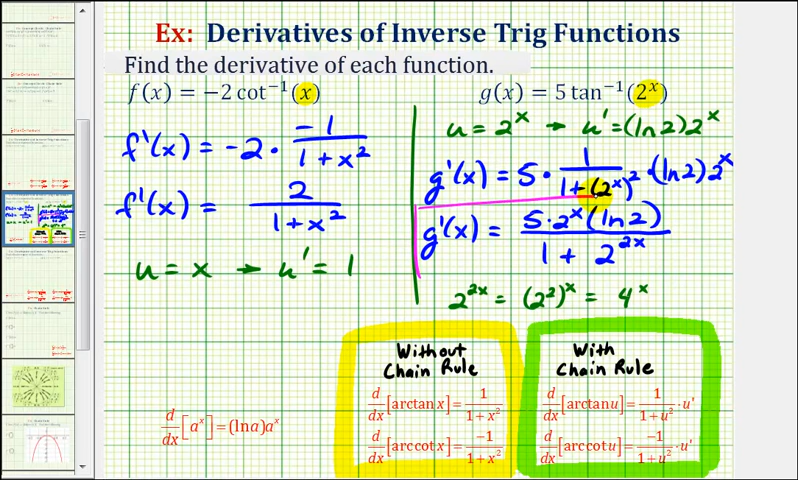 Ex: Derivatives of Inverse Trig Functions
Find the derivative of each function.
f(x) = −2 cot⁻¹(x)
f'(x) = -2 · -1/(1 + x²)
f'(x) = 2/(1 + x²)
u = x → u' = 1
g(x) = 5 tan⁻¹(2ˣ)
u = 2ˣ → u' = (ln 2) 2ˣ
g'(x) = 5 · 1/(1 + (2ˣ)²) · (ln 2) 2ˣ
g'(x) = 5 · 2ˣ (ln 2)/(1 + 2²ˣ)
2²ˣ = (2²)ˣ = 4ˣ
d/dx [aˣ] = (ln a)aˣ
Without
Chain Rule
d/dx [arctan x] = 1/(1 + x²)
d/dx [arccot x] = −1/(1 + x²)
With
Chain Rule
d/dx [arctan u] = 1/(1 + u²) · u'
d/dx [arccot u] = −1/(1 + u²) · u'